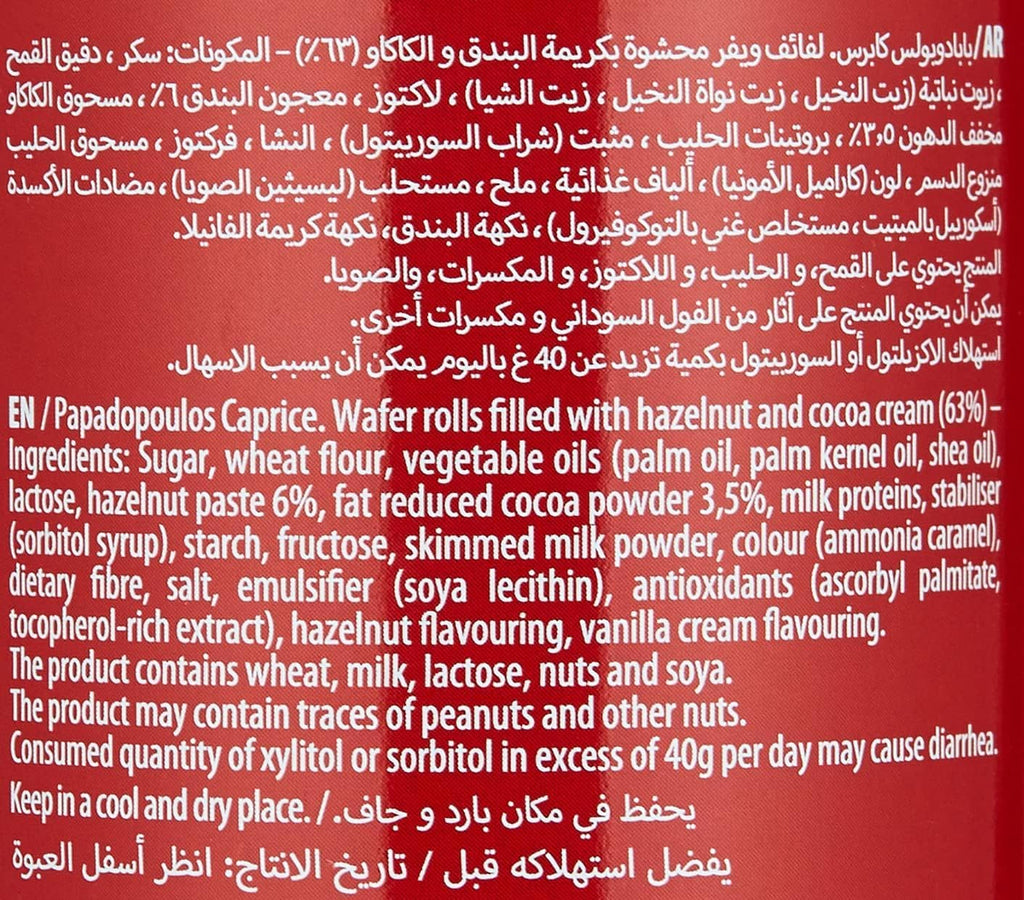 AR/بابادوبولس كابرس. لفائف ويفر محشوة بكريمة البندق و الكاكاو (٦٣٪) – المكونات: سكر ، دقيق القمح
، زيوت نباتية (زيت النخيل ، زيت نواة النخيل ، زيت الشيا) ، لاكتوز ، معجون البندق ٦٪ ، مسحوق الكاكاو
مخفف الدهون ٣,٥٪ ، بروتينات الحليب ، مثبت (شراب السوربيتول) ، النشا ، فركتوز ، مسحوق الحليب
منزوع الدسم ، لون (كاراميل الأمونيا) ، ألياف غذائية ، ملح ، مستحلب (ليسيثين الصويا) ، مضادات الأكسدة
(أسكوربيل بالميتيت ، مستخلص غني بالتوكوفيرول) ، نكهة البندق، نكهة كريمة الفانيلا.
المنتج يحتوي على القمح، و الحليب، و اللاكتوز، و المكسرات، والصويا.
يمكن أن يحتوي المنتج على آثار من الفول السوداني و مكسرات أخرى.
استهلاك الاكزيلتول أو السوربيتول بكمية تزيد عن 40 غ باليوم يمكن أن يسبب الاسهال.
EN / Papadopoulos Caprice. Wafer rolls filled with hazelnut and cocoa cream (63%) –
Ingredients: Sugar, wheat flour, vegetable oils (palm oil, palm kernel oil, shea oil),
lactose, hazelnut paste 6%, fat reduced cocoa powder 3,5%, milk proteins, stabiliser
(sorbitol syrup), starch, fructose, skimmed milk powder, colour (ammonia caramel),
dietary fibre, salt, emulsifier (soya lecithin), antioxidants (ascorbyl palmitate,
tocopherol-rich extract), hazelnut flavouring, vanilla cream flavouring.
The product contains wheat, milk, lactose, nuts and soya.
The product may contain traces of peanuts and other nuts.
Consumed quantity of xylitol or sorbitol in excess of 40g per day may cause diarrhea.
Keep in a cool and dry place. / يحفظ في مكان بارد و جاف.
يفضل استهلاكه قبل / تاريخ الانتاج: انظر أسفل العبوة